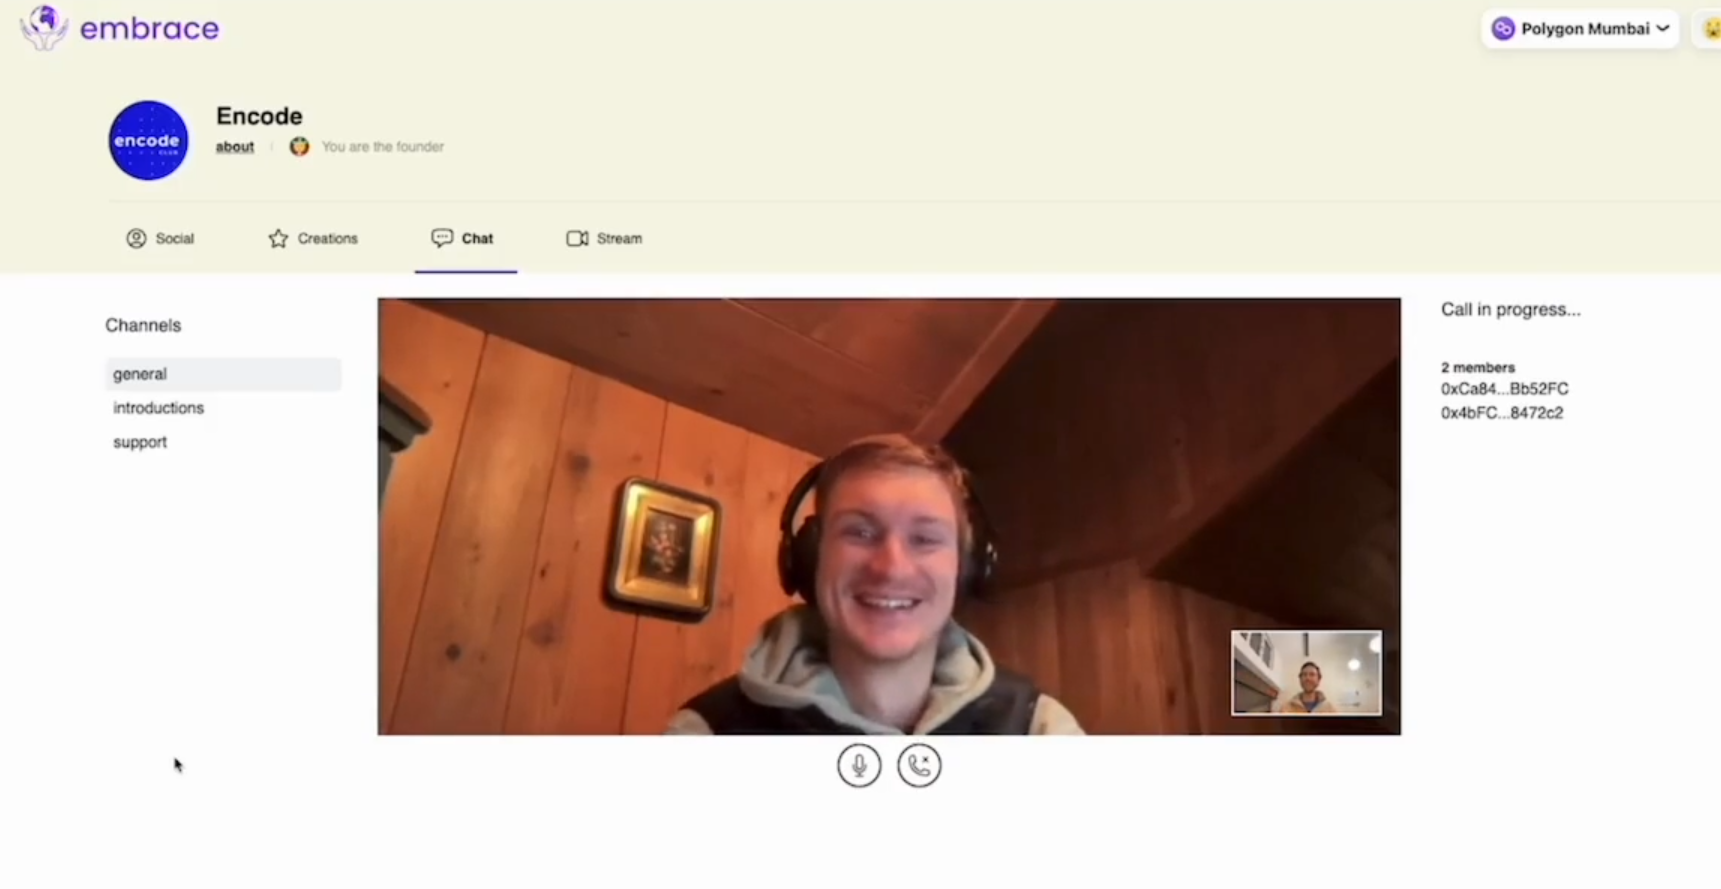 embrace
Polygon Mumbai
encode
CLUB
Encode
about
You are the founder
Social
Creations
Chat
Stream
Channels
general
introductions
support
Call in progress...
2 members
0xCa84...Bb52FC
0x4bFC...8472c2